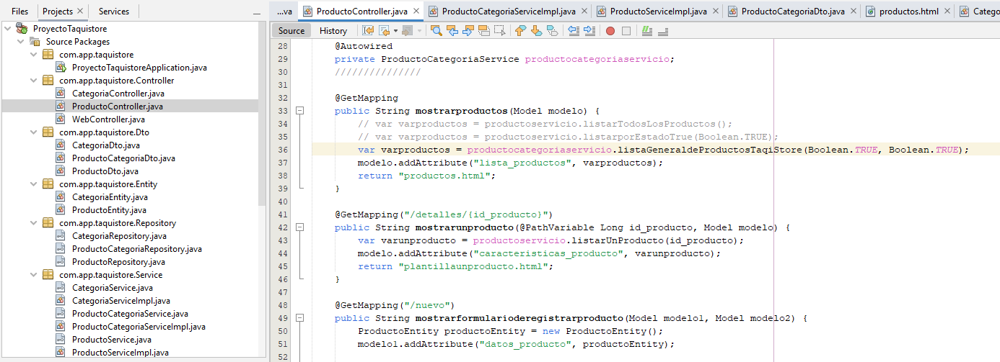 Files Projects Services
ProyectoTaquistore
Source Packages
com.app.taquistore
ProyectoTaquistoreApplication.java
com.app.taquistore.Controller
CategoriaController.java
ProductoController.java
WebController.java
com.app.taquistore.Dto
CategoriaDto.java
ProductoCategoriaDto.java
ProductoDto.java
com.app.taquistore.Entity
CategoriaEntity.java
ProductoEntity.java
com.app.taquistore.Repository
CategoriaRepository.java
ProductoCategoriaRepository.java
ProductoRepository.java
com.app.taquistore.Service
CategoriaService.java
CategoriaServiceImpl.java
ProductoCategoriaService.java
ProductoCategoriaServiceImpl.java
ProductoService.java
ProductoServiceImpl.java
...va ProductoController.java ProductoCategoriaServiceImpl.java ProductoServiceImpl.java ProductoCategoriaDto.java productos.html Catego
Source History
28 @Autowired
29 private ProductoCategoriaService productocategoriaservicio;
30 ///////////////
31
32 @GetMapping
33 public String mostrarproductos(Model modelo) {
34 // var varproductos = productoservicio.listarTodosLosProductos();
35 // var varproductos = productoservicio.listarporEstadoTrue(Boolean.TRUE);
36 var varproductos = productocategoriaservicio.listaGeneraldeProductosTaqiStore(Boolean.TRUE, Boolean.TRUE);
37 modelo.addAttribute("lista_productos", varproductos);
38 return "productos.html";
39 }
40
41 @GetMapping("/detalles/{id_producto}")
42 public String mostrarunproducto(@PathVariable Long id_producto, Model modelo) {
43 var varunproducto = productoservicio.listarUnProducto(id_producto);
44 modelo.addAttribute("caracteristicas_producto", varunproducto);
45 return "plantillaunproducto.html";
46 }
47
48 @GetMapping("/nuevo")
49 public String mostrarformularioderegistrarproducto(Model modelo1, Model modelo2) {
50 ProductoEntity productoEntity = new ProductoEntity();
51 modelo1.addAttribute("datos_producto", productoEntity);
52